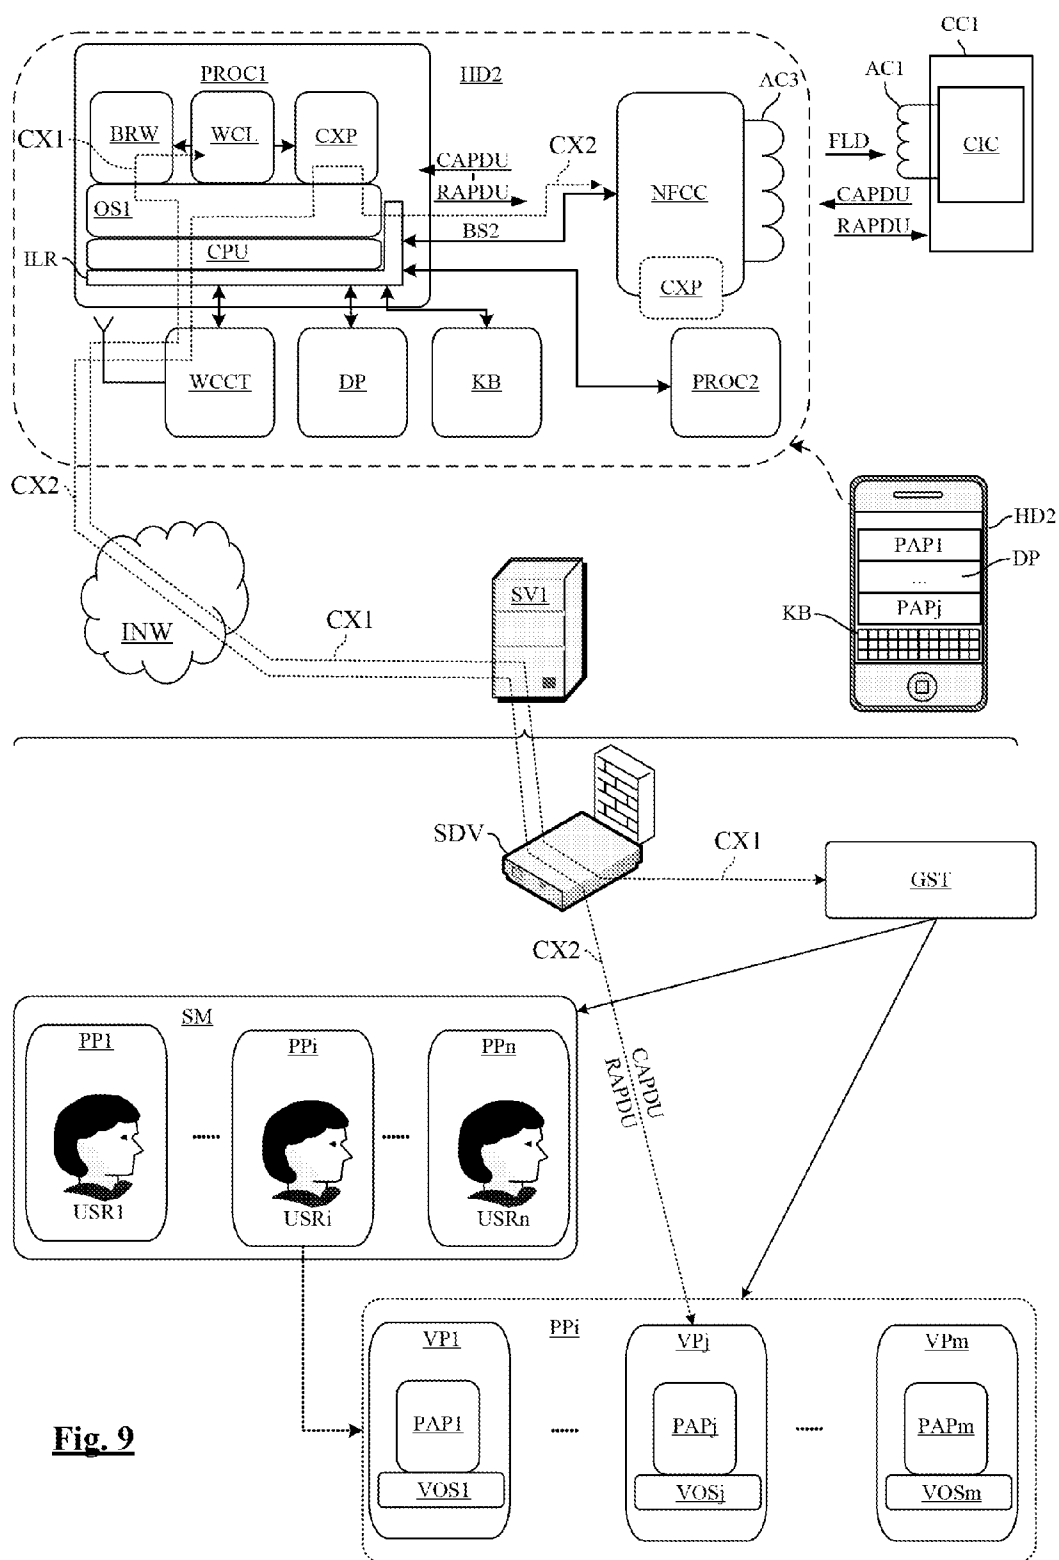 CC1
PROC1
HD2
AC3
AC1
BRW
WCL
CXP
CX1
CX2
CAPDU
RAPDU
FLD
CIC
NFCC
CAPDU
RAPDU
OS1
BS2
CPU
ILR
CXP
WCCT
DP
KB
PROC2
CX2
HD2
PAP1
DP
...
PAPj
KB
SV1
INW
CX1
SDV
CX1
GST
CX2
SM
PP1
PPi
PPn
CAPDU
RAPDU
......
......
USR1
USRi
USRn
PPi
VP1
VPj
VPm
PAP1
......
PAPj
......
PAPm
VOS1
VOSj
VOSm
Fig. 9